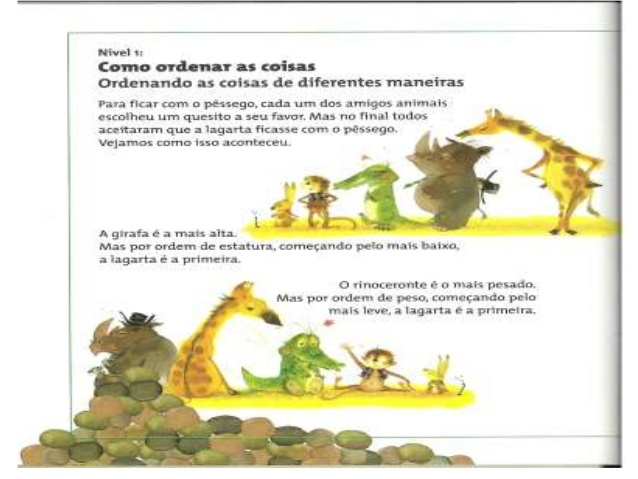 Nível 1:
Como ordenar as coisas
Ordenando as coisas de diferentes maneiras
Para ficar com o pêssego, cada um dos amigos animais
escolheu um quesito a seu favor. Mas no final todos
aceitaram que a lagarta ficasse com o pêssego.
Vejamos como isso aconteceu.
A girafa é a mais alta.
Mas por ordem de estatura, começando pelo mais baixo,
a lagarta é a primeira.
O rinoceronte é o mais pesado.
Mas por ordem de peso, começando pelo
mais leve, a lagarta é a primeira.